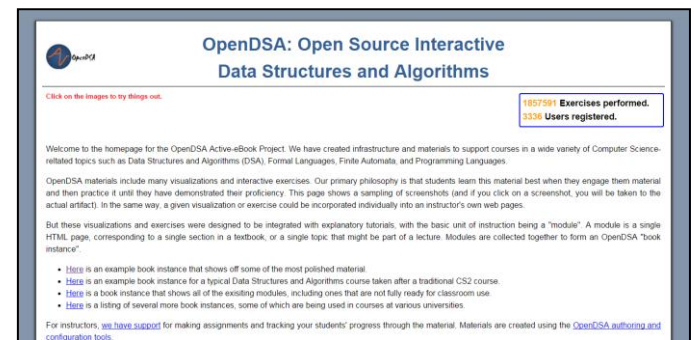 OpenDSA
OpenDSA: Open Source Interactive
Data Structures and Algorithms
Click on the images to try things out.
1857591 Exercises performed.
3336 Users registered.
Welcome to the homepage for the OpenDSA Active-eBook Project. We have created infrastructure and materials to support courses in a wide variety of Computer Science-
reltated topics such as Data Structures and Algorithms (DSA), Formal Languages, Finite Automata, and Programming Languages.
OpenDSA materials include many visualizations and interactive exercises. Our primary philosophy is that students learn this material best when they engage them material
and then practice it until they have demonstrated their proficiency. This page shows a sampling of screenshots (and if you click on a screenshot, you will be taken to the
actual artifact). In the same way, a given visualization or exercise could be incorporated individually into an instructor's own web pages.
But these visualizations and exercises were designed to be integrated with explanatory tutorials, with the basic unit of instruction being a "module". A module is a single
HTML page, corresponding to a single section in a textbook, or a single topic that might be part of a lecture. Modules are collected together to form an OpenDSA "book
instance".
• Here is an example book instance that shows off some of the most polished material.
• Here is an example book instance for a typical Data Structures and Algorithms course taken after a traditional CS2 course.
• Here is a book instance that shows all of the exisiting modules, including ones that are not fully ready for classroom use.
• Here is a listing of several more book instances, some of which are being used in courses at various universities.
For instructors, we have support for making assignments and tracking your students' progress through the material. Materials are created using the OpenDSA authoring and
configuration tools.